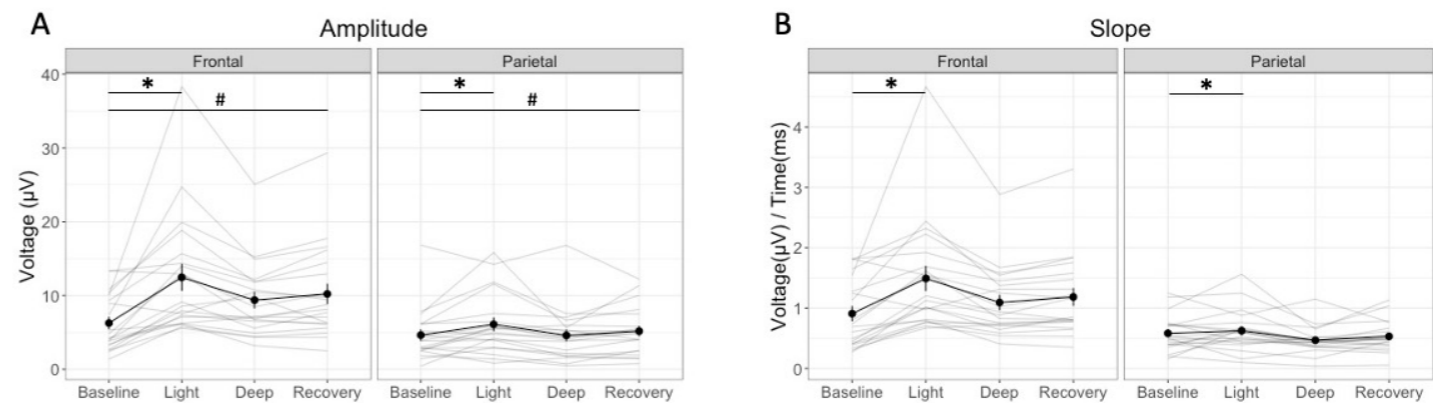 A
Amplitude
Frontal
Parietal
*
#
*
#
40
30
20
10
0
Voltage (µV)
Baseline Light Deep Recovery
Baseline Light Deep Recovery
B
Slope
Frontal
Parietal
*
*
4
3
2
1
0
Voltage(µV) / Time(ms)
Baseline Light Deep Recovery
Baseline Light Deep Recovery